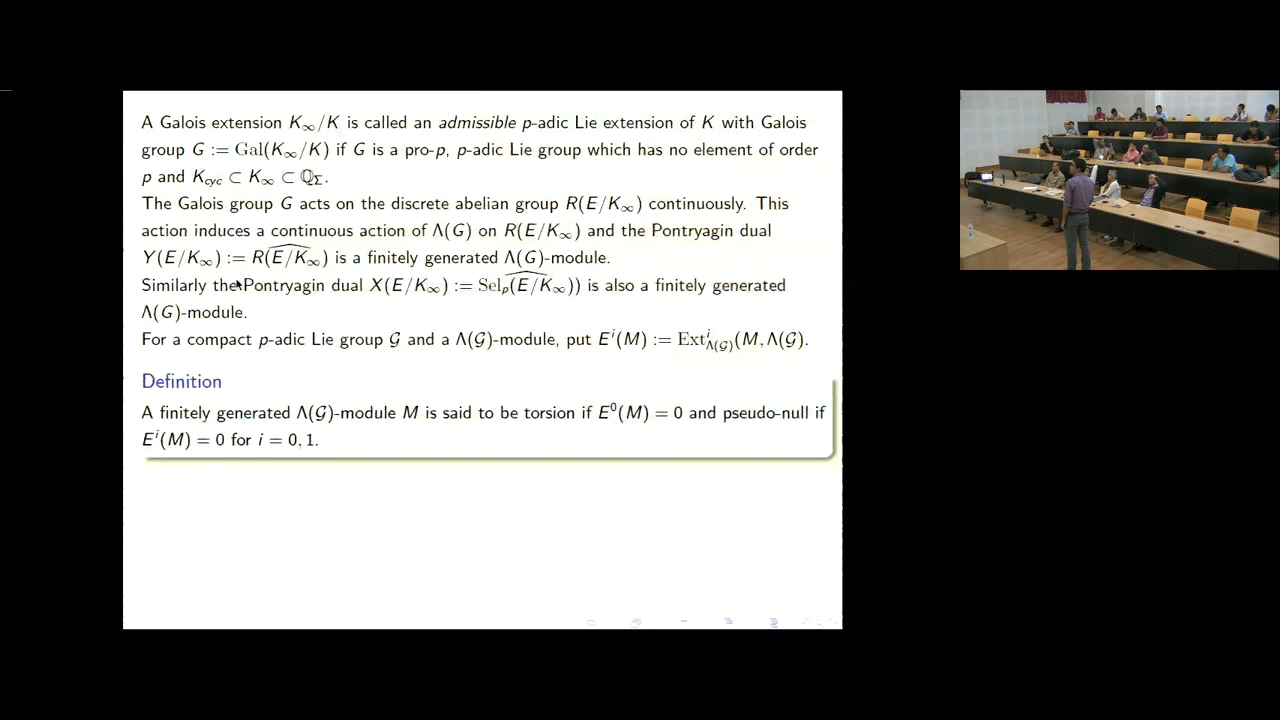 A Galois extension K∞/K is called an admissible p-adic Lie extension of K with Galois
group G := Gal(K∞/K) if G is a pro-p, p-adic Lie group which has no element of order
p and K_cyc ⊂ K∞ ⊂ ℚ_Σ.
The Galois group G acts on the discrete abelian group R(E/K∞) continuously. This
action induces a continuous action of Λ(G) on R(E/K∞) and the Pontryagin dual
Y(E/K∞) := \widehat{R(E/K∞)} is a finitely generated Λ(G)-module.
Similarly the Pontryagin dual X(E/K∞) := \widehat{Sel_p(E/K∞)}) is also a finitely generated
Λ(G)-module.
For a compact p-adic Lie group 𝒢 and a Λ(𝒢)-module, put E^i(M) := Ext^i_{Λ(𝒢)}(M, Λ(𝒢).
Definition
A finitely generated Λ(𝒢)-module M is said to be torsion if E^0(M) = 0 and pseudo-null if
E^i(M) = 0 for i = 0, 1.